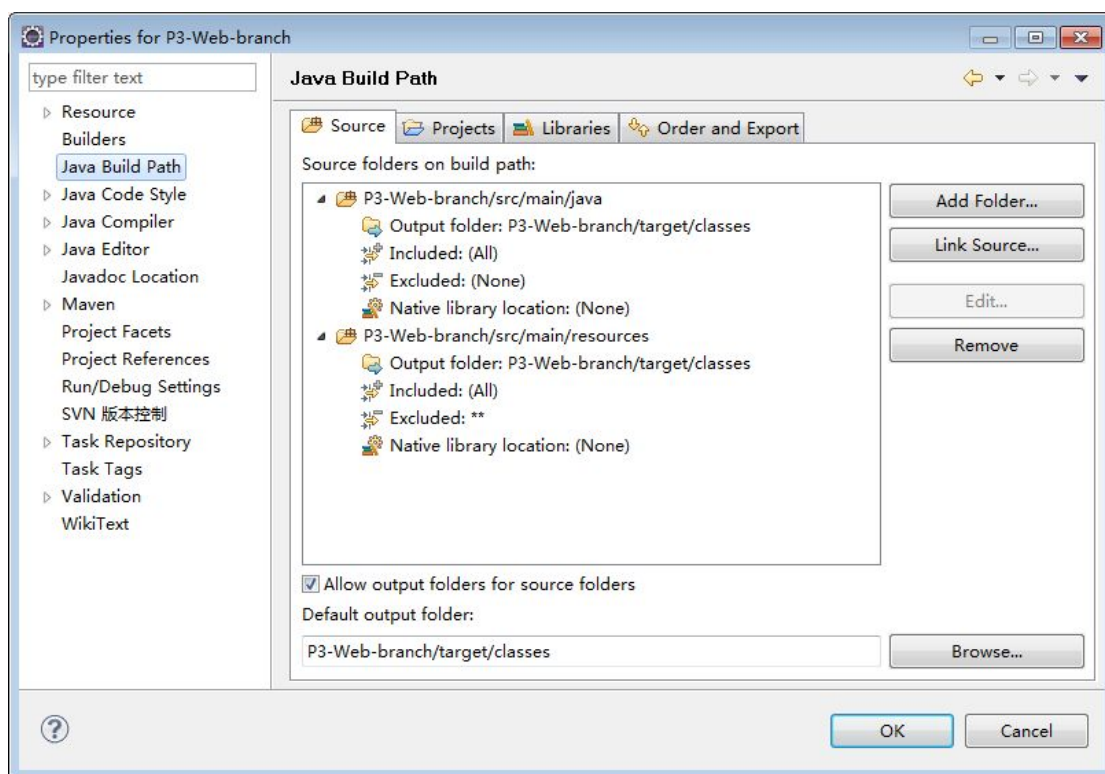 Properties for P3-Web-branch
type filter text
Resource
Builders
Java Build Path
Java Code Style
Java Compiler
Java Editor
Javadoc Location
Maven
Project Facets
Project References
Run/Debug Settings
SVN 版本控制
Task Repository
Task Tags
Validation
WikiText
Java Build Path
Source Projects Libraries Order and Export
Source folders on build path:
P3-Web-branch/src/main/java
Output folder: P3-Web-branch/target/classes
Included: (All)
Excluded: (None)
Native library location: (None)
P3-Web-branch/src/main/resources
Output folder: P3-Web-branch/target/classes
Included: (All)
Excluded: **
Native library location: (None)
Add Folder...
Link Source...
Edit...
Remove
Allow output folders for source folders
Default output folder:
P3-Web-branch/target/classes
Browse...
?
OK
Cancel